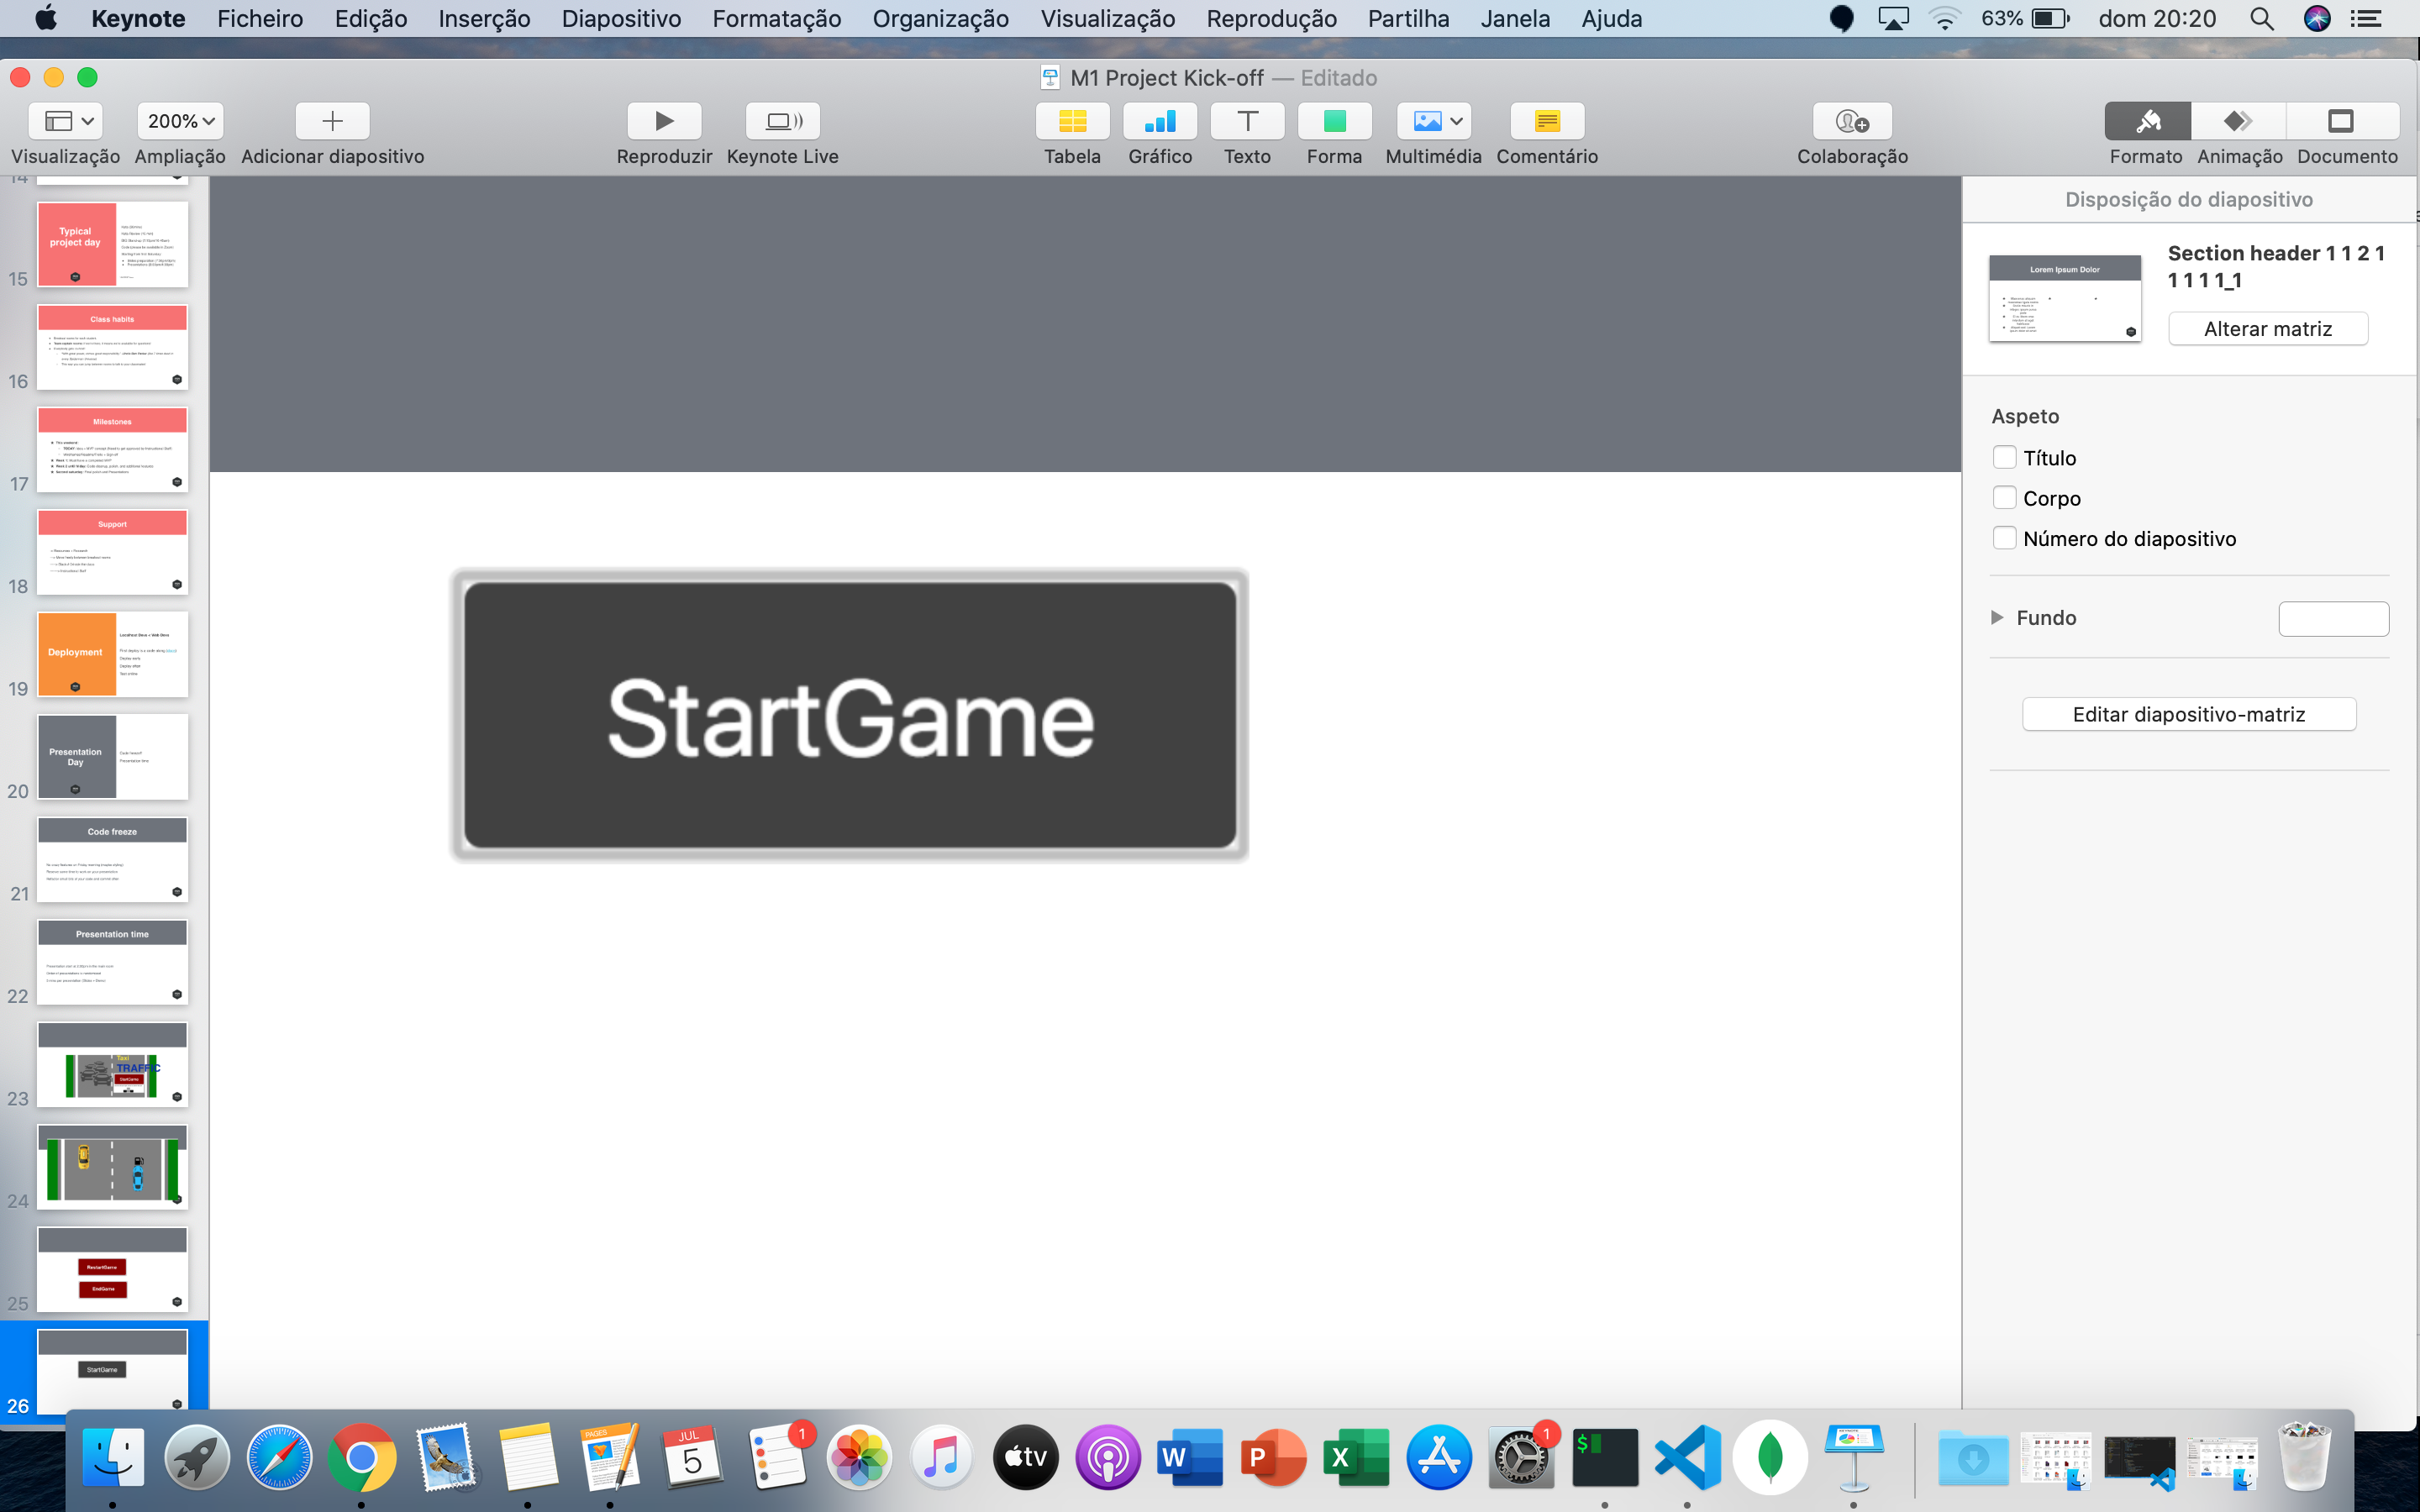 Keynote Ficheiro Edição Inserção Diapositivo Formatação Organização Visualização Reprodução Partilha Janela Ajuda 63% dom 20:20
M1 Project Kick-off — Editado
200%
Visualização Ampliação Adicionar diapositivo Reproduzir Keynote Live Tabela Gráfico Texto Forma Multimédia Comentário Colaboração Formato Animação Documento
14
Typical
project day
15
Class habits
16
Milestones
17
Support
18
Deployment
19
Presentation
Day
20
Code freeze
21
Presentation time
22
Taxi
TRAFFIC
StartGame
23
24
RestartGame
EndGame
25
StartGame
26
StartGame
Disposição do diapositivo
Lorem Ipsum Dolor
Section header 1 1 2 1
1 1 1 1_1
Alterar matriz
Aspeto
Título
Corpo
Número do diapositivo
Fundo
Editar diapositivo-matriz
PAGES
JUL
5
1
tv
W
P
X
1
$